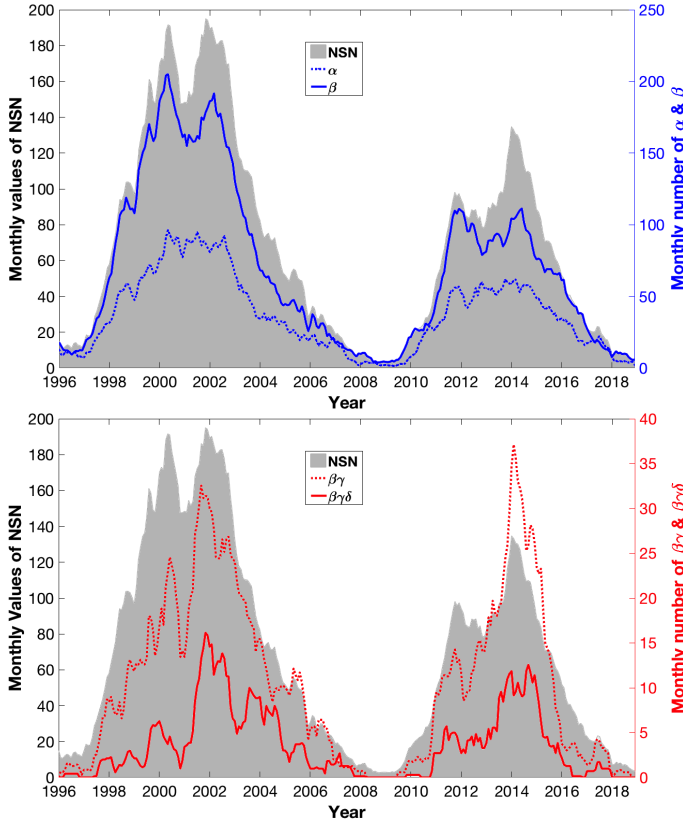 200
180
160
140
120
100
80
60
40
20
0
Monthly values of NSN
250
200
150
100
50
0
Monthly number of α & β
NSN
α
β
1996 1998 2000 2002 2004 2006 2008 2010 2012 2014 2016 2018
Year
200
180
160
140
120
100
80
60
40
20
0
Monthly Values of NSN
40
35
30
25
20
15
10
5
0
Monthly number of βγ & βγδ
NSN
βγ
βγδ
1996 1998 2000 2002 2004 2006 2008 2010 2012 2014 2016 2018
Year